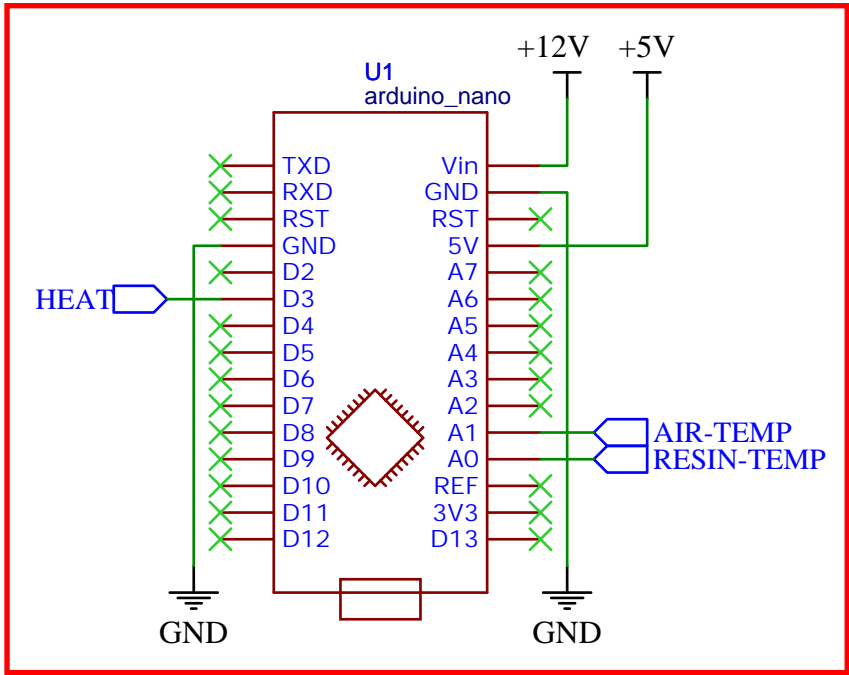 +12V +5V
U1
arduino_nano
TXD Vin
RXD GND
RST RST
GND 5V
D2 A7
HEAT D3 A6
D4 A5
D5 A4
D6 A3
D7 A2
D8 A1 AIR-TEMP
D9 A0 RESIN-TEMP
D10 REF
D11 3V3
D12 D13
GND GND